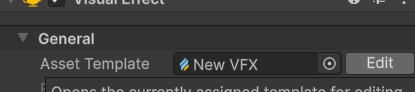 Visual Effect
General
Asset Template New VFX Edit
Opens the currently assigned template for editing